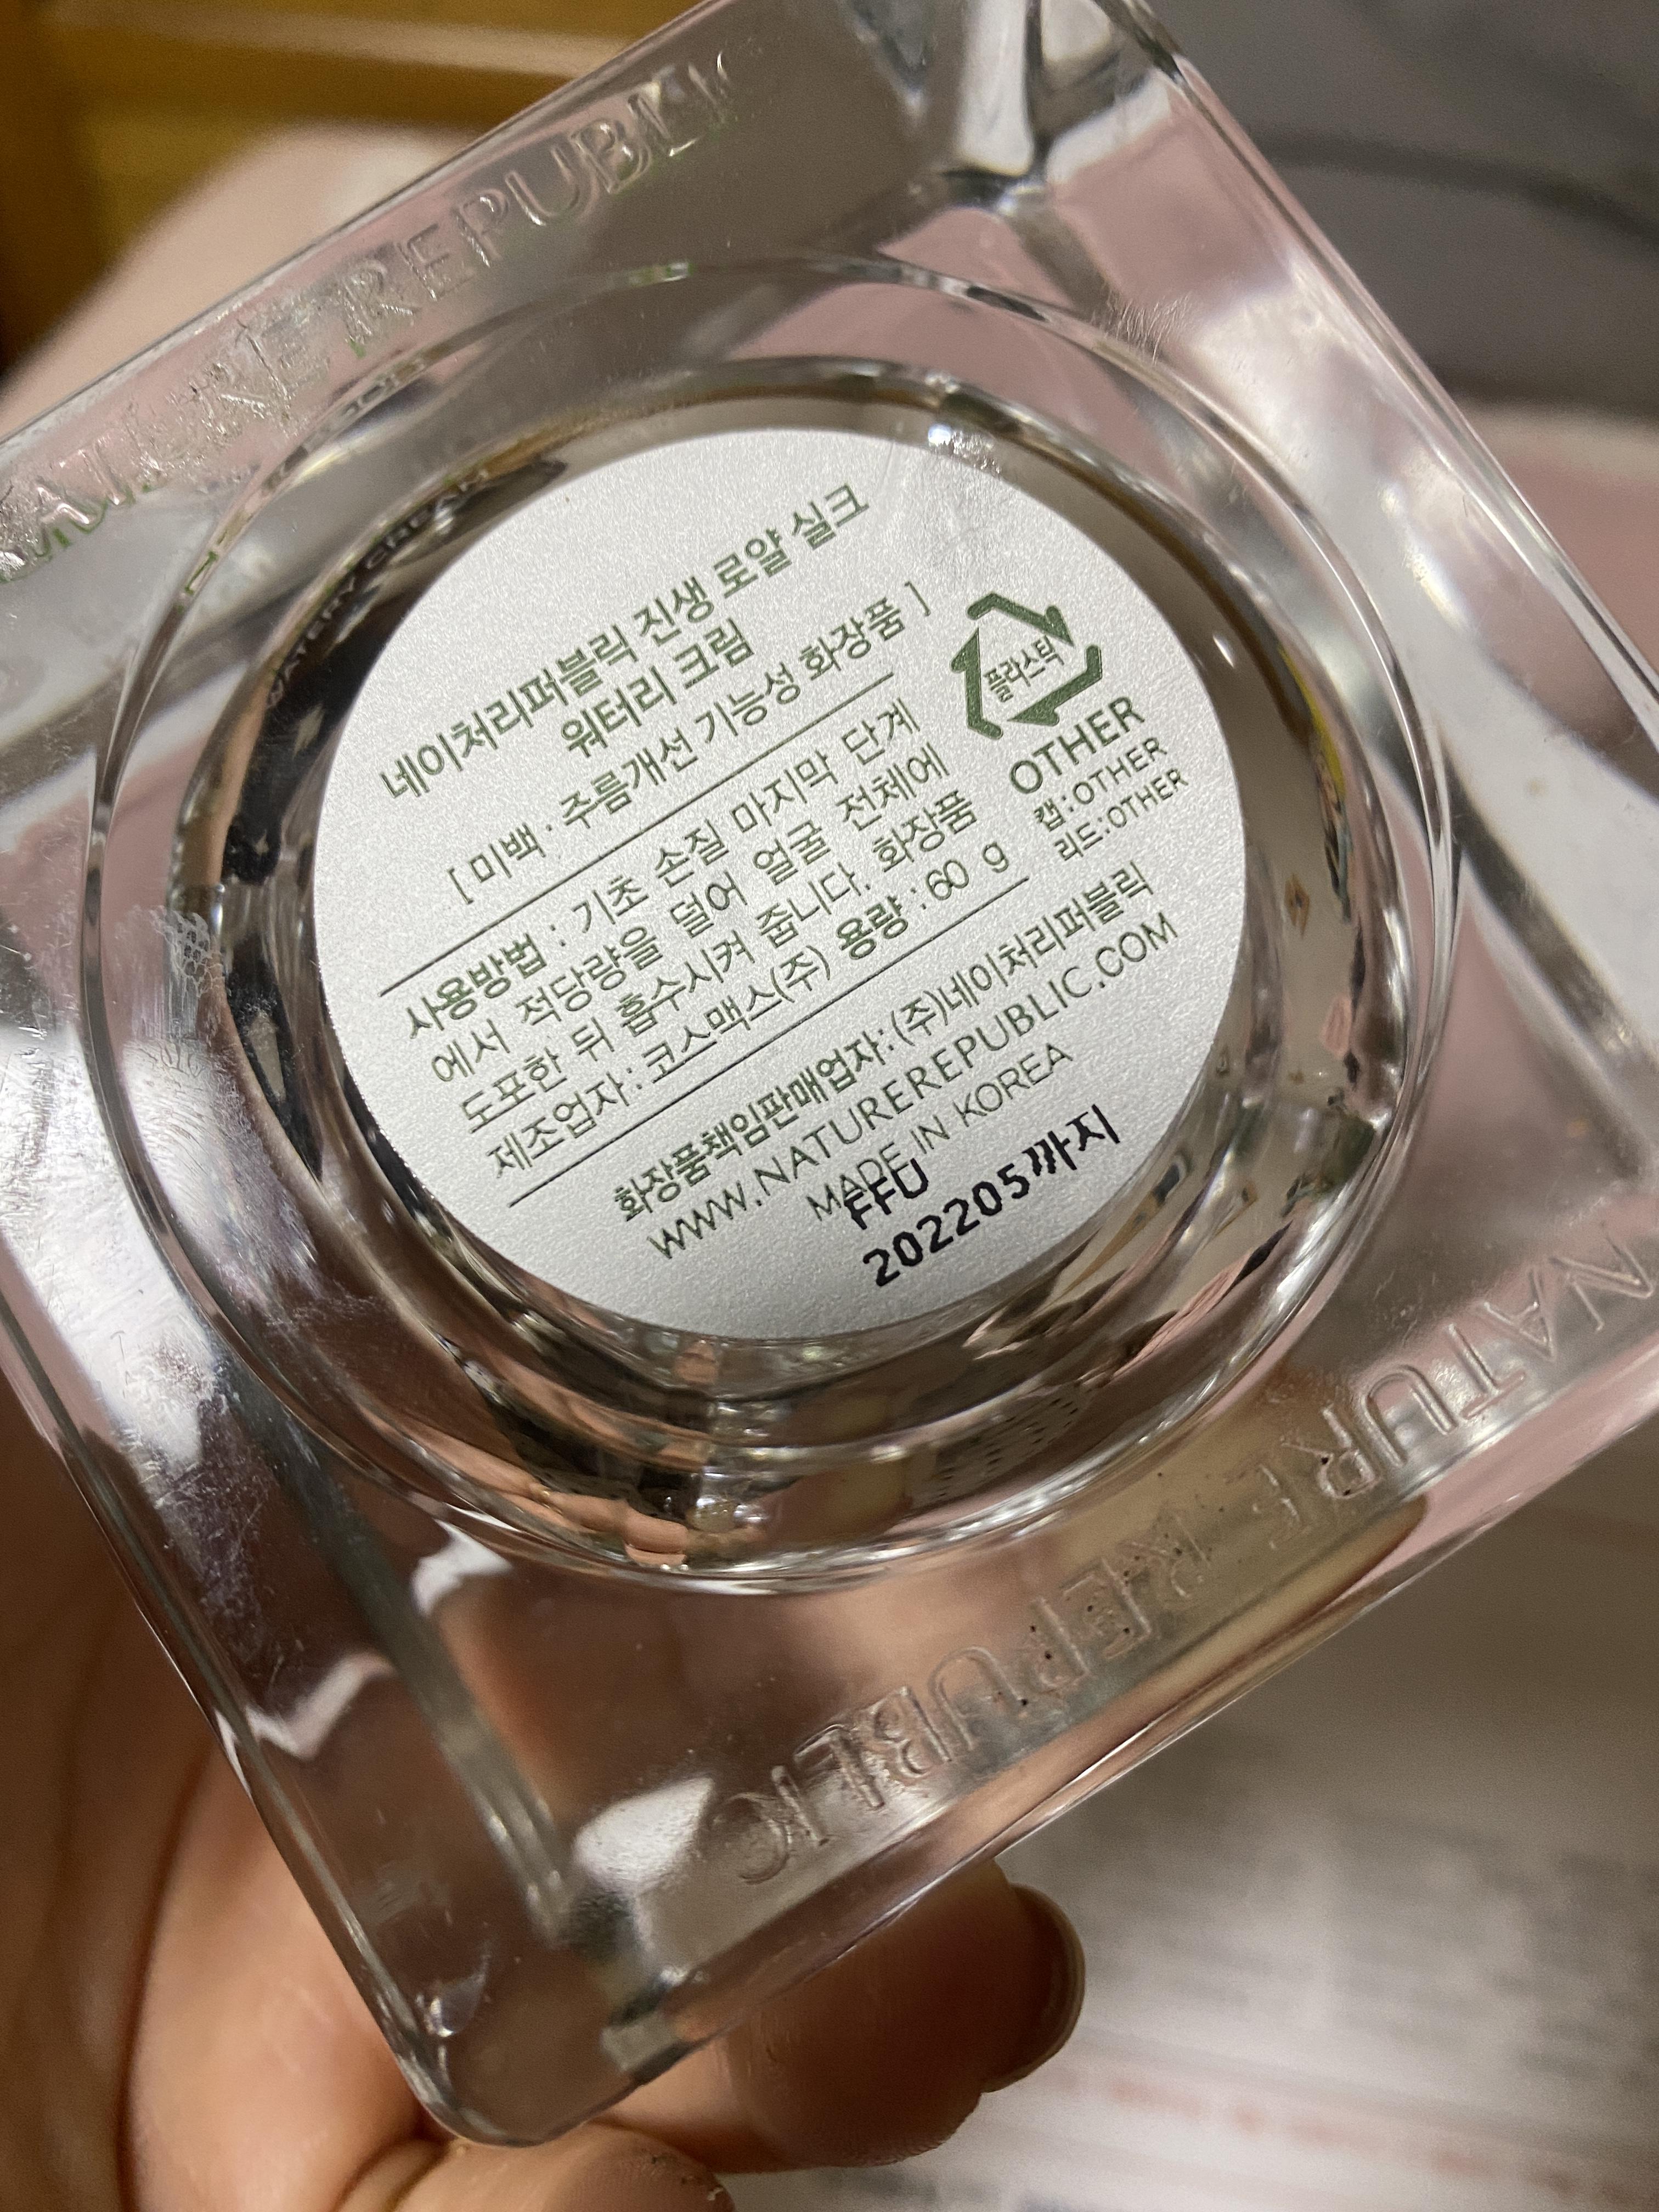 NATURE REPUBLIC
WATERY CREAM
네이처리퍼블릭 진생 로얄 실크
워터리 크림
[ 미백 · 주름개선 기능성 화장품 ]
사용방법 : 기초 손질 마지막 단계
에서 적당량을 덜어 얼굴 전체에
도포한 뒤 흡수시켜 줍니다. 화장품
제조업자 : 코스맥스(주) 용량 : 60 g
플라스틱
OTHER
캡:OTHER
리드:OTHER
화장품책임판매업자:(주)네이처리퍼블릭
WWW.NATUREREPUBLIC.COM
MADE IN KOREA
FFU
202205까지
NATURE REPUBLIC